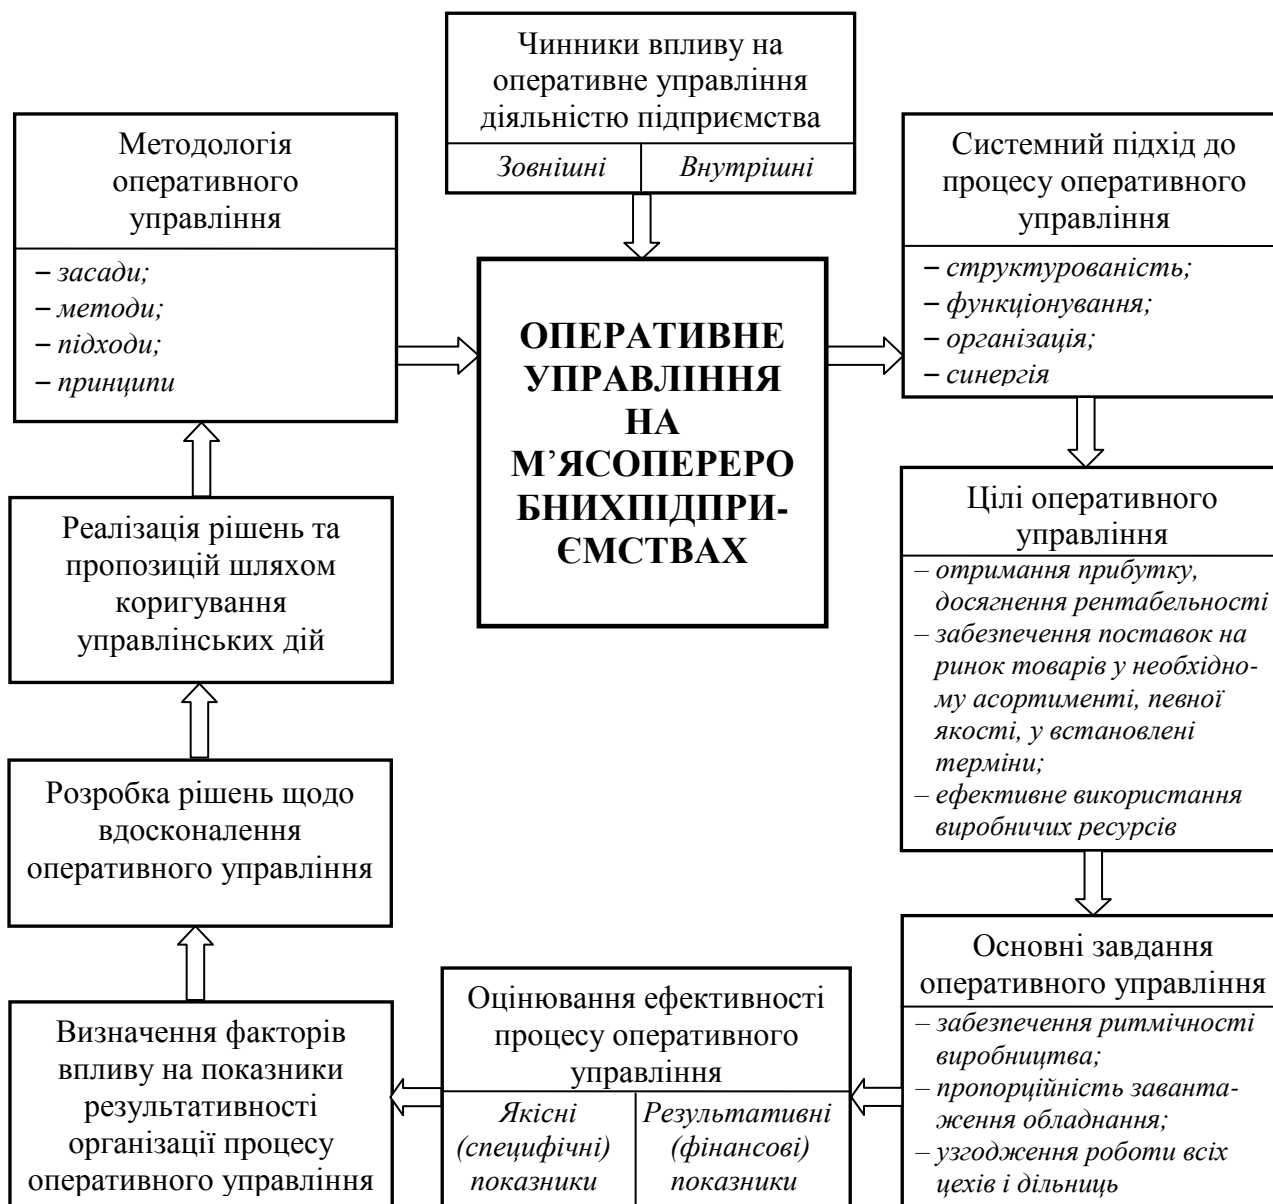 Чинники впливу на
оперативне управління
діяльністю підприємства
Зовнішні
Внутрішні
Методологія
оперативного
управління
– засади;
– методи;
– підходи;
– принципи
ОПЕРАТИВНЕ
УПРАВЛІННЯ
НА
М’ЯСОПЕРЕРО
БНИХПІДПРИ-
ЄМСТВАХ
Системний підхід до
процесу оперативного
управління
– структурованість;
– функціонування;
– організація;
– синергія
Цілі оперативного
управління
– отримання прибутку,
досягнення рентабельності
– забезпечення поставок на
ринок товарів у необхідно-
му асортименті, певної
якості, у встановлені
терміни;
– ефективне використання
виробничих ресурсів
Основні завдання
оперативного управління
– забезпечення ритмічності
виробництва;
– пропорційність заванта-
ження обладнання;
– узгодження роботи всіх
цехів і дільниць
Оцінювання ефективності
процесу оперативного
управління
Якісні
(специфічні)
показники
Результативні
(фінансові)
показники
Визначення факторів
впливу на показники
результативності
організації процесу
оперативного управління
Розробка рішень щодо
вдосконалення
оперативного управління
Реалізація рішень та
пропозицій шляхом
коригування
управлінських дій